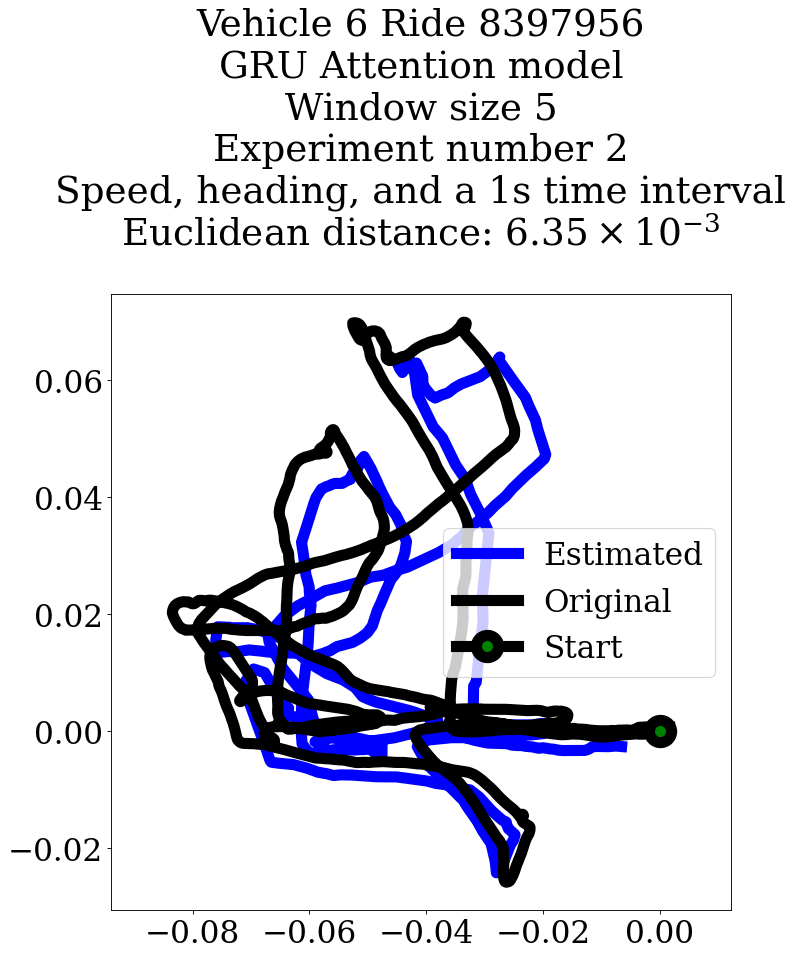 Vehicle 6 Ride 8397956
GRU Attention model
Window size 5
Experiment number 2
Speed, heading, and a 1s time interval
Euclidean distance: 6.35 × 10⁻³
0.06
0.04
0.02
0.00
−0.02
Estimated
Original
Start
−0.08 −0.06 −0.04 −0.02 0.00